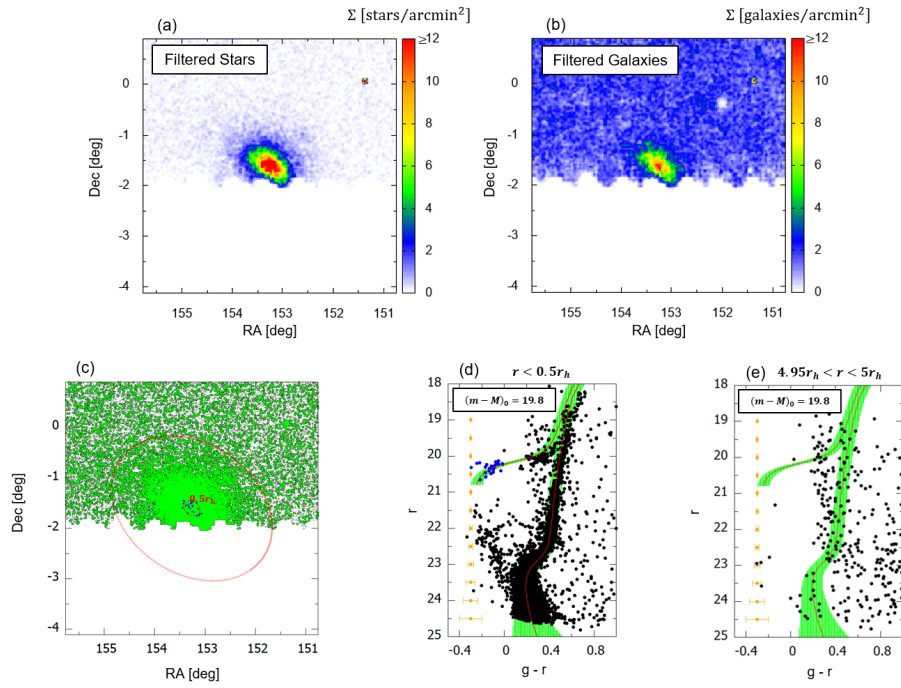 (a)
Σ [stars/arcmin²]
Filtered Stars
≥12
10
8
6
4
2
0
0
-1
-2
-3
-4
Dec [deg]
155 154 153 152 151
RA [deg]
(b)
Σ [galaxies/arcmin²]
Filtered Galaxies
≥12
10
8
6
4
2
0
0
-1
-2
-3
-4
Dec [deg]
155 154 153 152 151
RA [deg]
(c)
0
-1
-2
-3
-4
Dec [deg]
0.5rₕ
155 154 153 152 151
RA [deg]
(d)
r < 0.5rₕ
(m − M)₀ = 19.8
18
19
20
21
22
23
24
25
r
-0.4 0 0.4 0.8
g - r
(e)
4.95rₕ < r < 5rₕ
(m − M)₀ = 19.8
18
19
20
21
22
23
24
25
r
-0.4 0 0.4 0.8
g - r